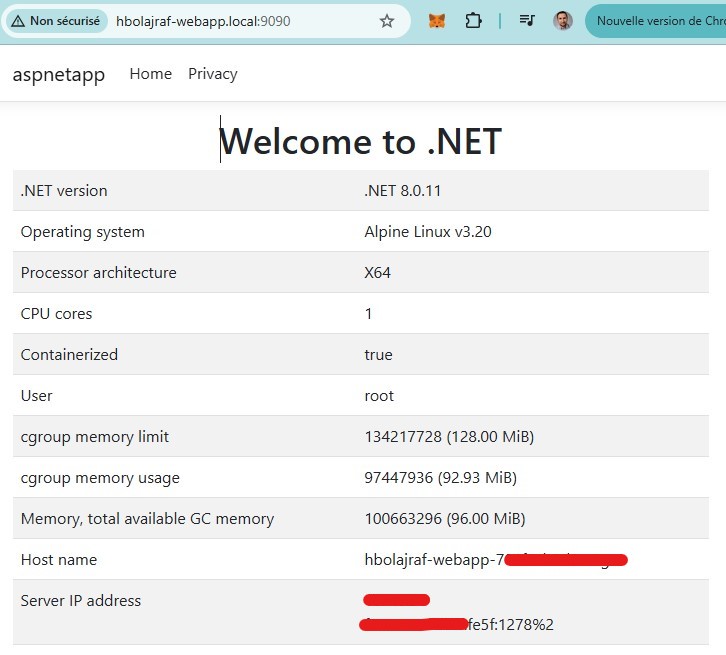 Non sécurisé hbolajraf-webapp.local:9090 Nouvelle version de Chr
aspnetapp Home Privacy
Welcome to .NET
.NET version .NET 8.0.11
Operating system Alpine Linux v3.20
Processor architecture X64
CPU cores 1
Containerized true
User root
cgroup memory limit 134217728 (128.00 MiB)
cgroup memory usage 97447936 (92.93 MiB)
Memory, total available GC memory 100663296 (96.00 MiB)
Host name hbolajraf-webapp-7
Server IP address
fe5f:1278%2